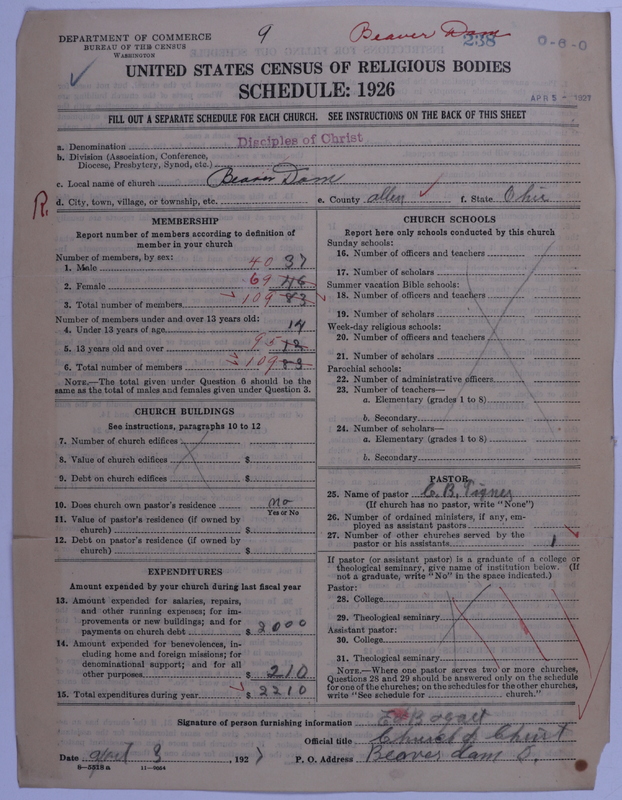 DEPARTMENT OF COMMERCE
BUREAU OF THE CENSUS
WASHINGTON
9
Beaver Dam
238
0-6-0
UNITED STATES CENSUS OF RELIGIOUS BODIES
SCHEDULE: 1926
APR 5 - 1927
FILL OUT A SEPARATE SCHEDULE FOR EACH CHURCH. SEE INSTRUCTIONS ON THE BACK OF THIS SHEET
a. Denomination Disciples of Christ
b. Division (Association, Conference,
Diocese, Presbytery, Synod, etc.)
c. Local name of church Beaver Dam
d. City, town, village, or township, etc. e. County allen f. State Ohio
R.
MEMBERSHIP
Report number of members according to definition of
member in your church
Number of members, by sex:
1. Male 40 37
2. Female 69 46
3. Total number of members 109 83
Number of members under and over 13 years old:
4. Under 13 years of age 14
5. 13 years old and over 95 72
6. Total number of members 109 83
NOTE.—The total given under Question 6 should be the
same as the total of males and females given under Question 3.
CHURCH BUILDINGS
See instructions, paragraphs 10 to 12
7. Number of church edifices
8. Value of church edifices $
9. Debt on church edifices $
10. Does church own pastor's residence no
Yes or No
11. Value of pastor's residence (if owned by
church) $
12. Debt on pastor's residence (if owned by
church) $
EXPENDITURES
Amount expended by your church during last fiscal year
13. Amount expended for salaries, repairs,
and other running expenses; for im-
provements or new buildings; and for
payments on church debt $ 2000
14. Amount expended for benevolences, in-
cluding home and foreign missions; for
denominational support; and for all
other purposes $ 210
15. Total expenditures during year $ 2210
CHURCH SCHOOLS
Report here only schools conducted by this church
Sunday schools:
16. Number of officers and teachers
17. Number of scholars
Summer vacation Bible schools:
18. Number of officers and teachers
19. Number of scholars
Week-day religious schools:
20. Number of officers and teachers
21. Number of scholars
Parochial schools:
22. Number of administrative officers
23. Number of teachers—
a. Elementary (grades 1 to 8)
b. Secondary
24. Number of scholars—
a. Elementary (grades 1 to 8)
b. Secondary
PASTOR
25. Name of pastor C. B. Tigner
(If church has no pastor, write "None")
26. Number of ordained ministers, if any, em-
ployed as assistant pastors
27. Number of other churches served by the
pastor or his assistants 1
If pastor (or assistant pastor) is a graduate of a college or
theological seminary, give name of institution below. (If
not a graduate, write "No" in the space indicated.)
Pastor:
28. College
29. Theological seminary
Assistant pastor:
30. College
31. Theological seminary
NOTE.—Where one pastor serves two or more churches,
Questions 28 and 29 should be answered only on the schedule
for one of the churches; on the schedules for the other churches,
write "See schedule for church."
Signature of person furnishing information
Official title Church of Christ
Date 3, 1927 P. O. Address Beaver dam O.
8-5518a 11-9664